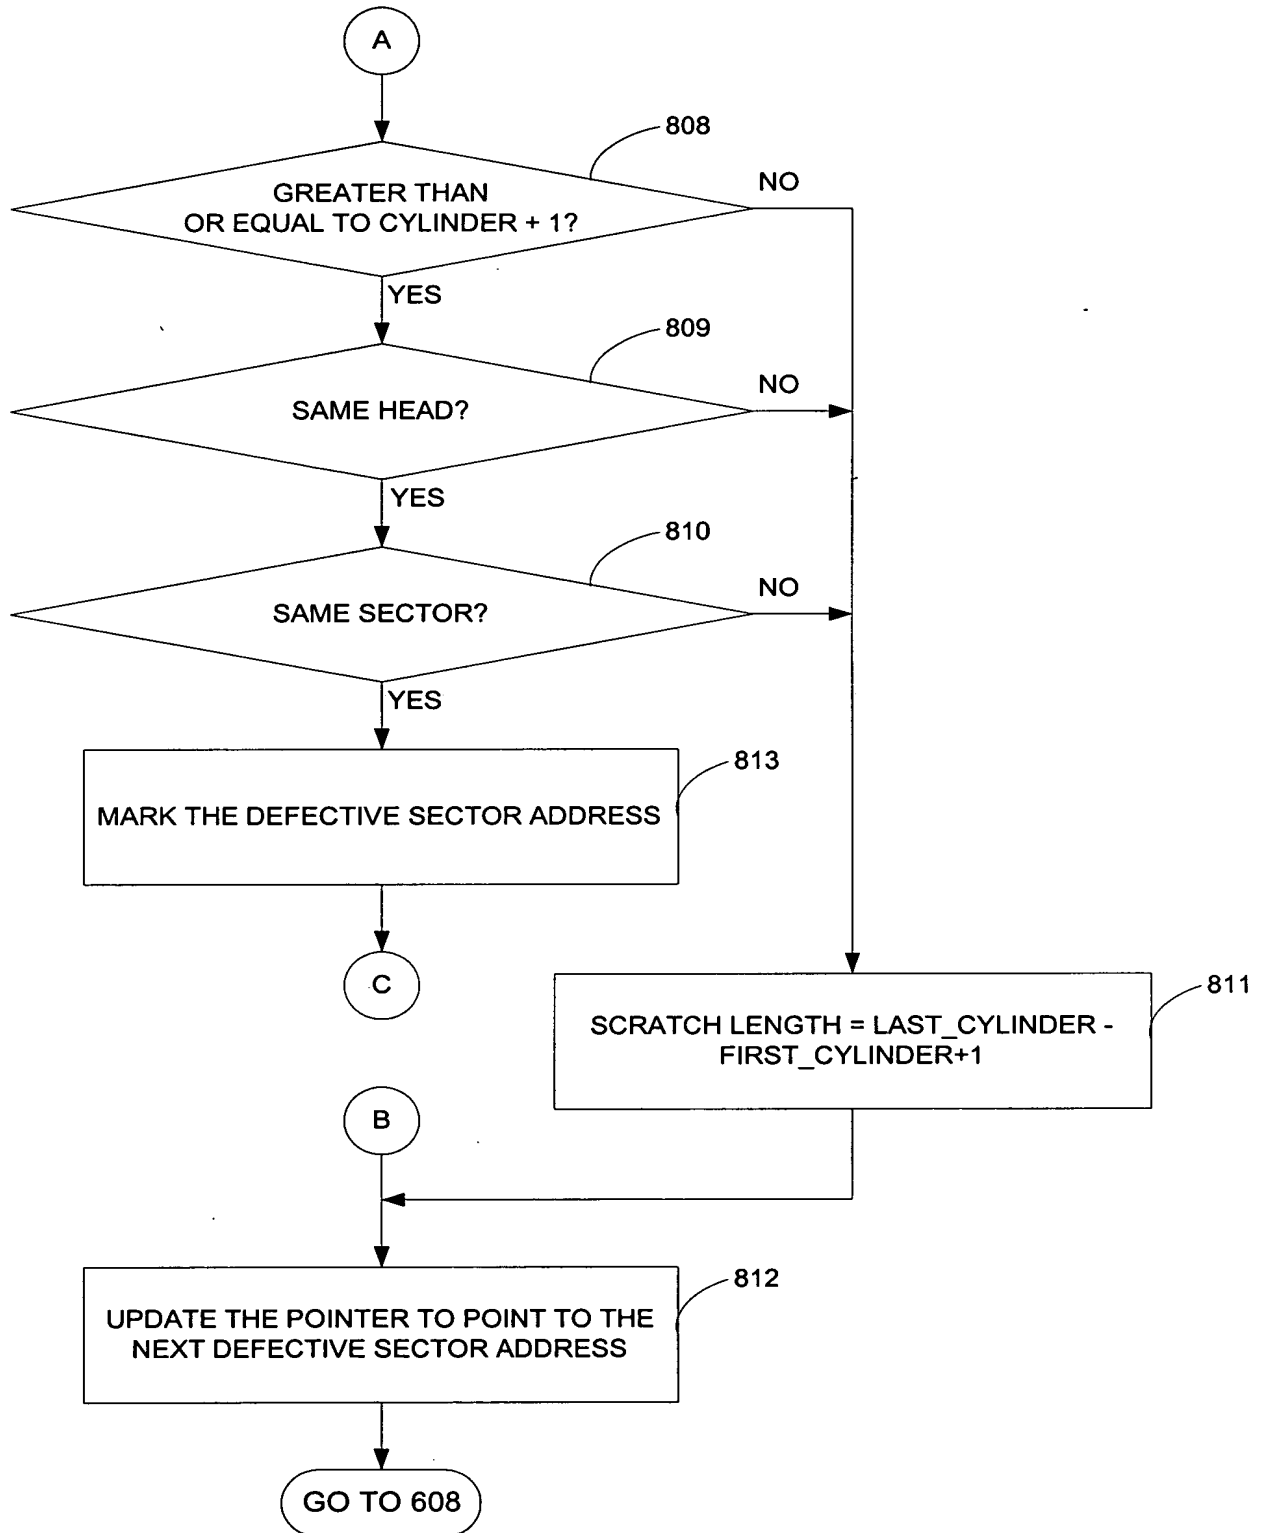 A
808
GREATER THAN
OR EQUAL TO CYLINDER + 1?
NO
YES
809
SAME HEAD?
NO
YES
810
SAME SECTOR?
NO
YES
813
MARK THE DEFECTIVE SECTOR ADDRESS
C
811
SCRATCH LENGTH = LAST_CYLINDER -
FIRST_CYLINDER+1
B
812
UPDATE THE POINTER TO POINT TO THE
NEXT DEFECTIVE SECTOR ADDRESS
GO TO 608